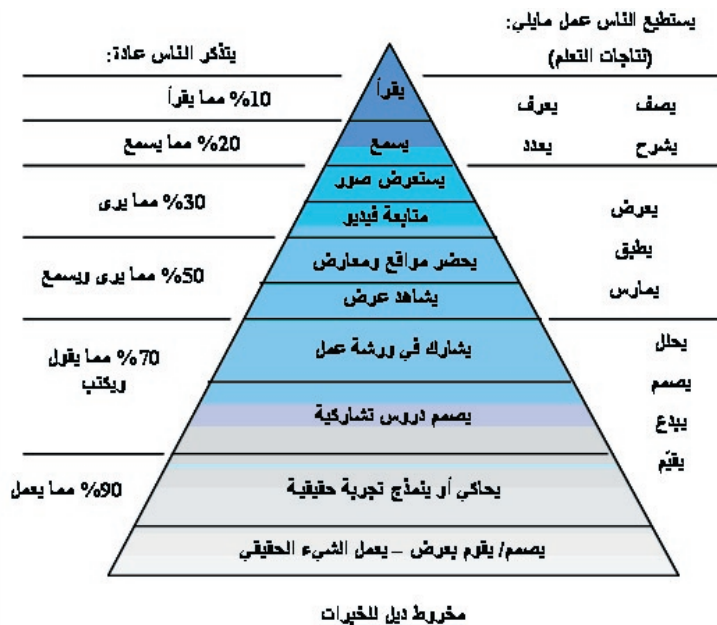 يستطيع الناس عمل مايلي:
(نتاجات التعلم)
يتذكر الناس عادة:
يصف يعرف
يشرح يعدد
يقرأ
%10 مما يقرأ
يسمع
%20 مما يسمع
يعرض
يطبق
يمارس
يستعرض صور
متابعة فيديو
%30 مما يرى
يحضر مواقع ومعارض
يشاهد عرض
%50 مما يرى ويسمع
يحلل
يصمم
يبدع
يقيّم
يشارك في ورشة عمل
يصمم دروس تشاركية
%70 مما يقول
ويكتب
يحاكي أو ينمذج تجربة حقيقية
يصمم/ يقوم بعرض – يعمل الشيء الحقيقي
%90 مما يعمل
مخروط ديل للخبرات